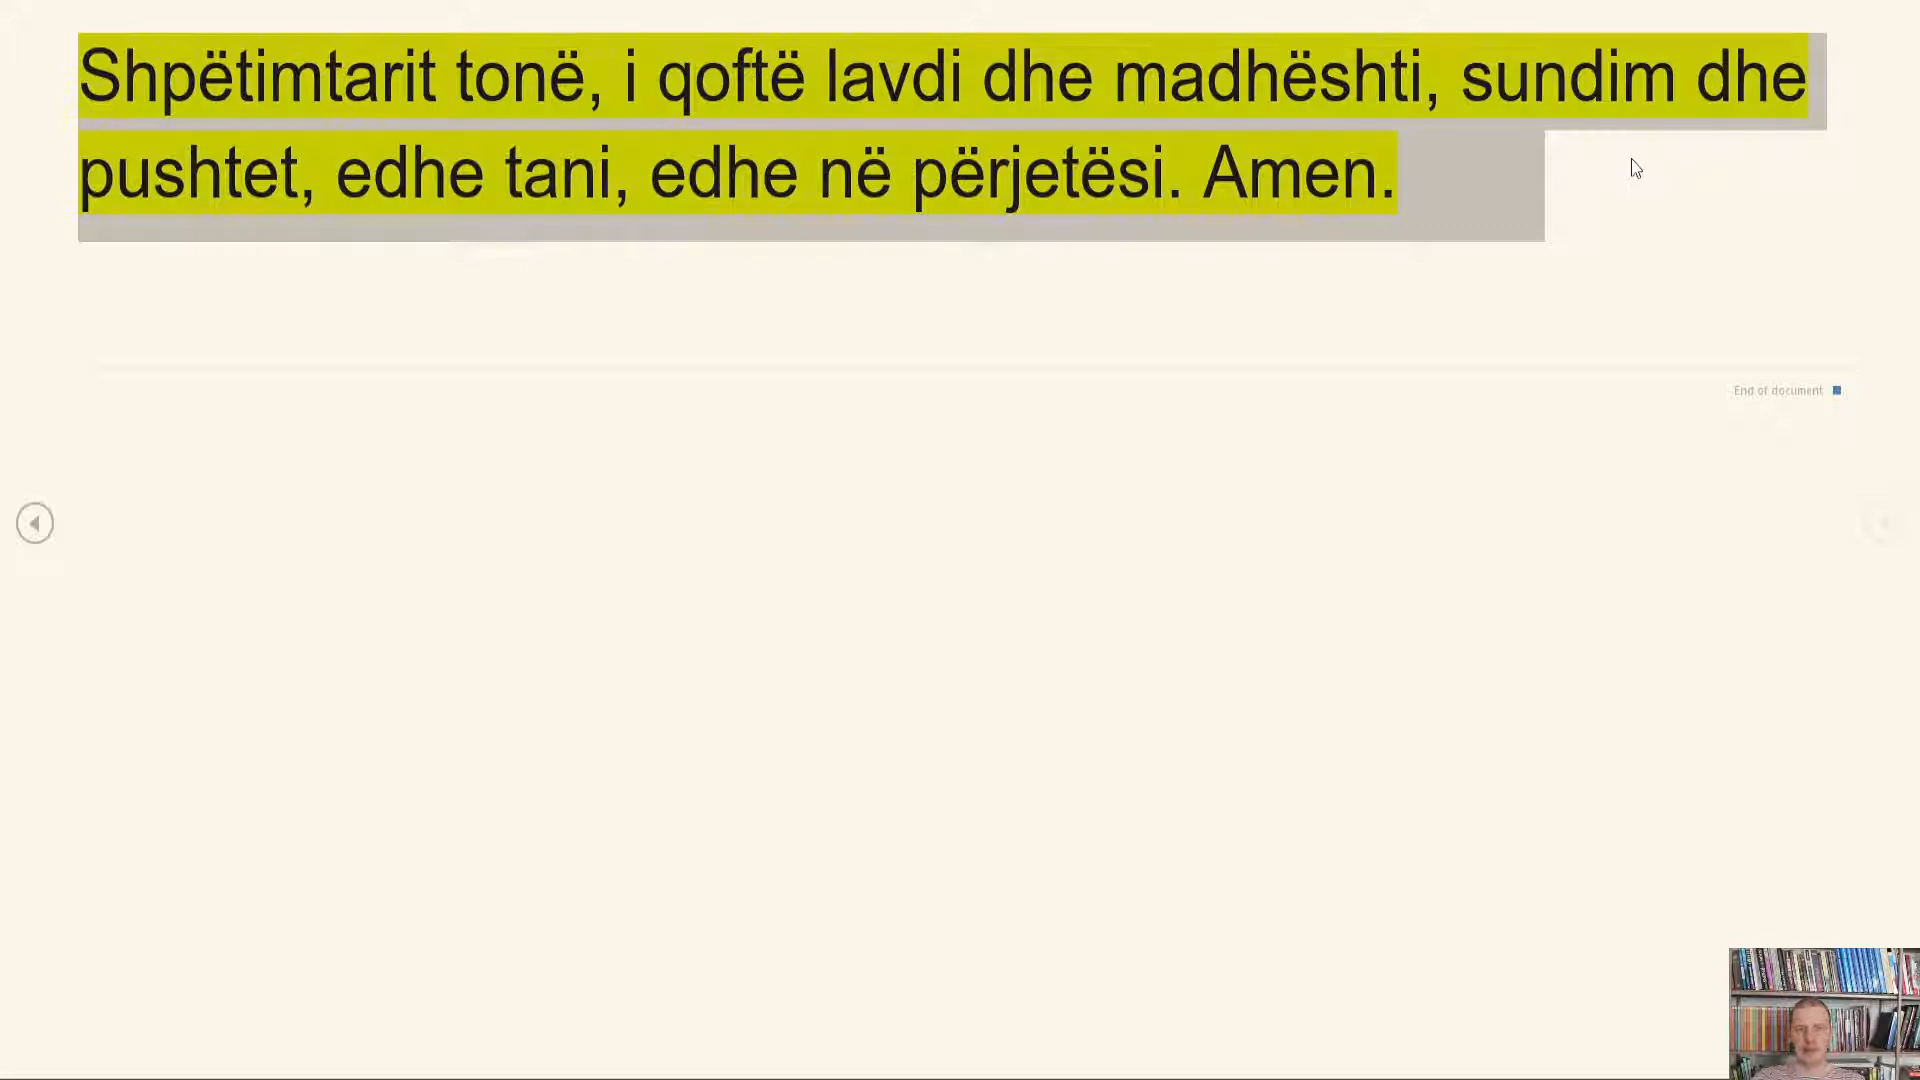 Shpëtimtarit tonë, i qoftë lavdi dhe madhështi, sundim dhe
pushtet, edhe tani, edhe në përjetësi. Amen.
End of document